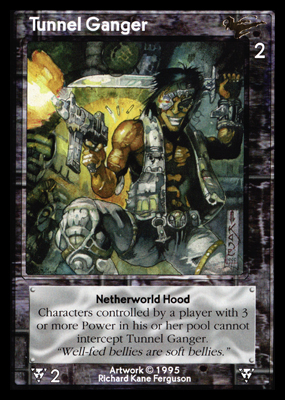 Tunnel Ganger
2
Netherworld Hood
Characters controlled by a player with 3
or more Power in his or her pool cannot
intercept Tunnel Ganger.
"Well-fed bellies are soft bellies."
2
Artwork © 1995
Richard Kane Ferguson